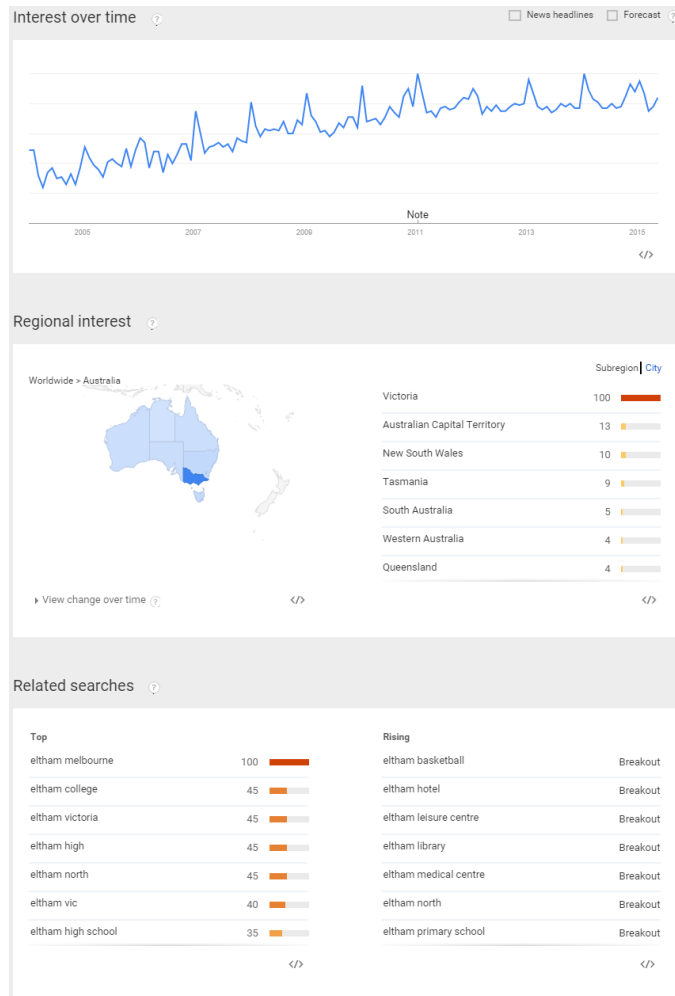 Interest over time ?
News headlines Forecast ?
Note
2005 2007 2009 2011 2013 2015
</>
Regional interest ?
Subregion City
Worldwide > Australia
Victoria 100
Australian Capital Territory 13
New South Wales 10
Tasmania 9
South Australia 5
Western Australia 4
Queensland 4
View change over time ? </>
</>
Related searches ?
Top
eltham melbourne 100
eltham college 45
eltham victoria 45
eltham high 45
eltham north 45
eltham vic 40
eltham high school 35
</>
Rising
eltham basketball Breakout
eltham hotel Breakout
eltham leisure centre Breakout
eltham library Breakout
eltham medical centre Breakout
eltham north Breakout
eltham primary school Breakout
</>